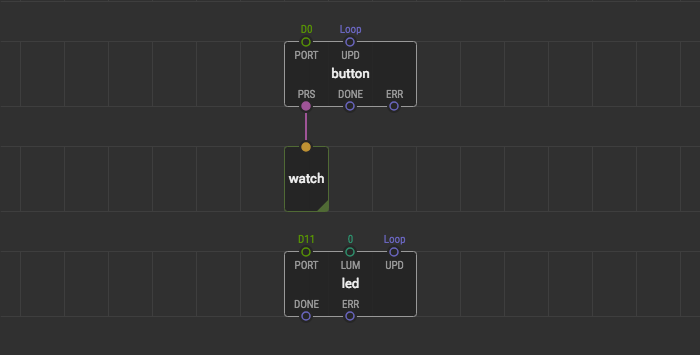 D0 Loop
PORT UPD
button
PRS DONE ERR
watch
D11 0 Loop
PORT LUM UPD
led
DONE ERR